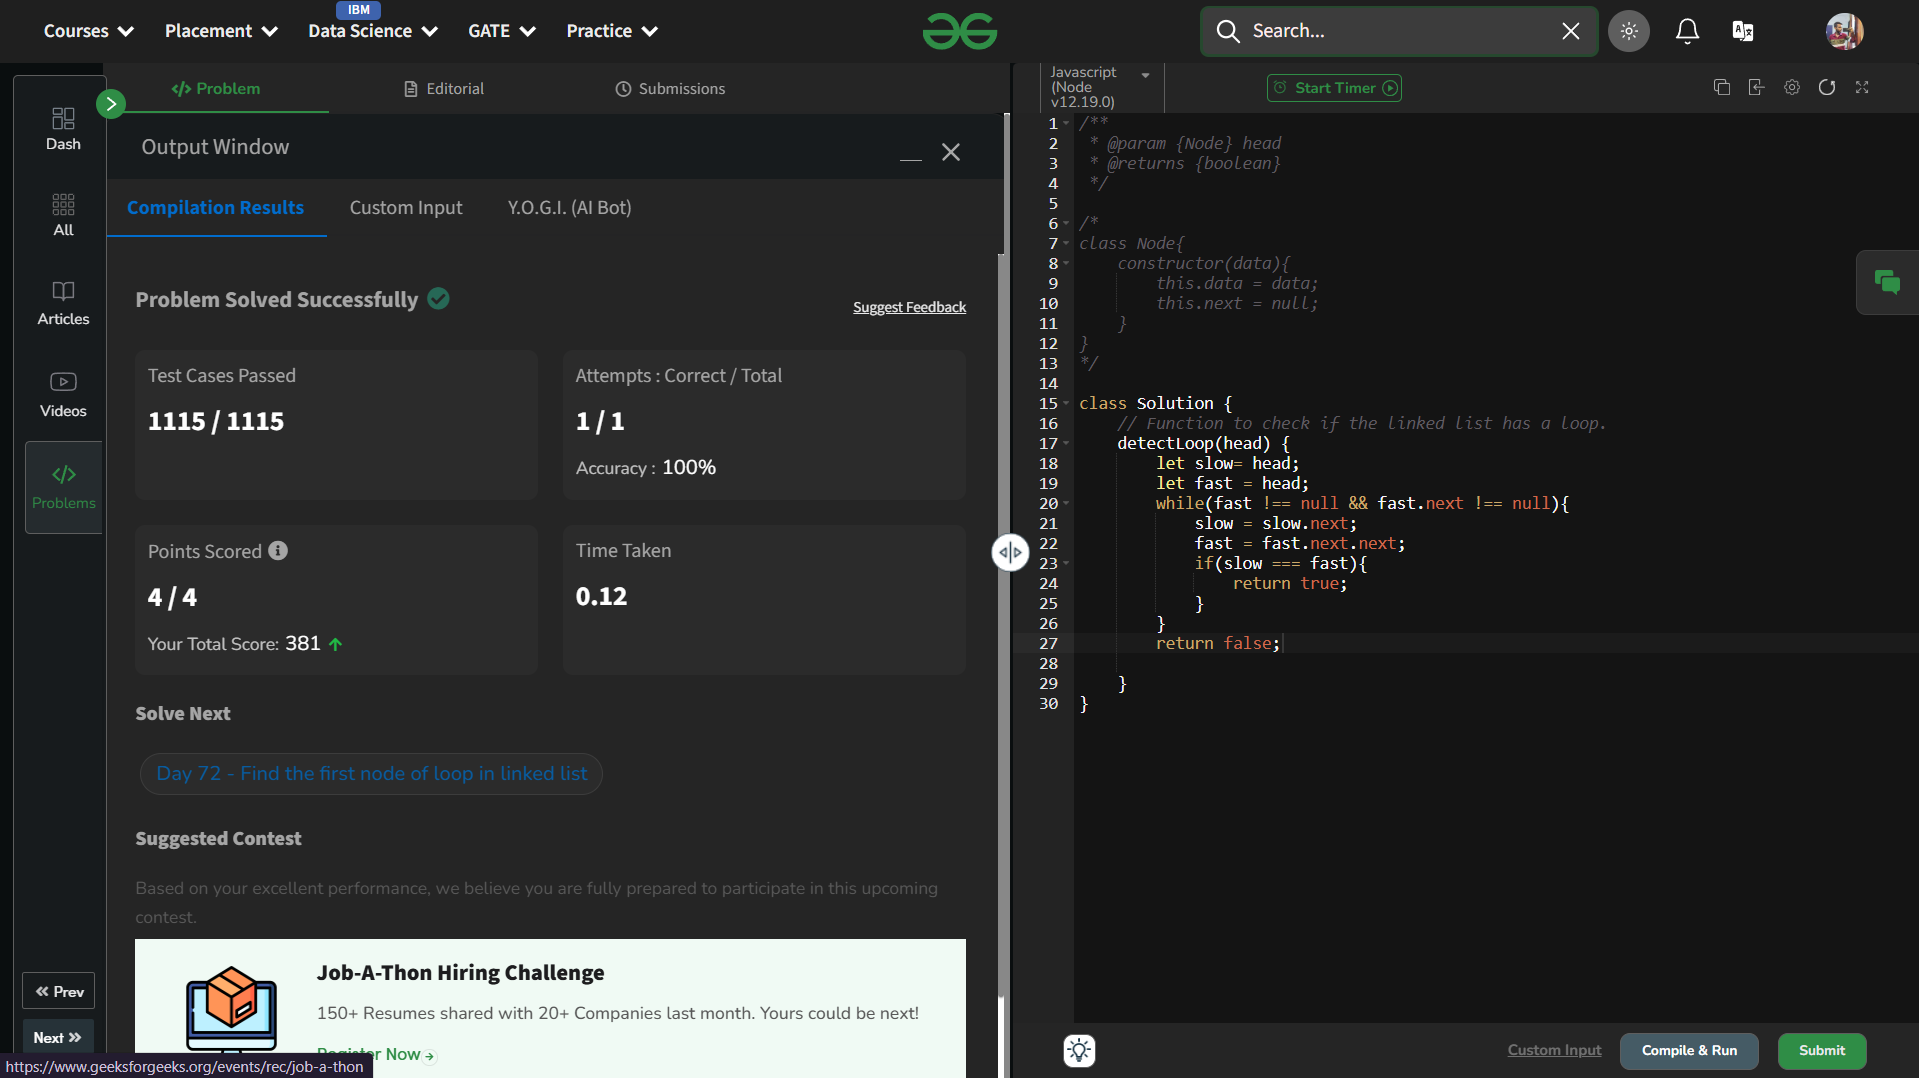 Courses
Placement
IBM
Data Science
GATE
Practice
Search...
Dash
All
Articles
Videos
</> Problems
<< Prev
Next >>
</> Problem
Editorial
Submissions
Output Window
Compilation Results
Custom Input
Y.O.G.I. (AI Bot)
Problem Solved Successfully
Suggest Feedback
Test Cases Passed
1115 / 1115
Attempts : Correct / Total
1 / 1
Accuracy : 100%
Points Scored
4 / 4
Your Total Score: 381
Time Taken
0.12
Solve Next
Day 72 - Find the first node of loop in linked list
Suggested Contest
Based on your excellent performance, we believe you are fully prepared to participate in this upcoming
contest.
Job-A-Thon Hiring Challenge
150+ Resumes shared with 20+ Companies last month. Yours could be next!
Register Now
https://www.geeksforgeeks.org/events/rec/job-a-thon
Javascript
(Node
v12.19.0)
Start Timer
1 /**
2 * @param {Node} head
3 * @returns {boolean}
4 */
5
6 /*
7 class Node{
8 constructor(data){
9 this.data = data;
10 this.next = null;
11 }
12 }
13 */
14
15 class Solution {
16 // Function to check if the linked list has a loop.
17 detectLoop(head) {
18 let slow= head;
19 let fast = head;
20 while(fast !== null && fast.next !== null){
21 slow = slow.next;
22 fast = fast.next.next;
23 if(slow === fast){
24 return true;
25 }
26 }
27 return false;
28
29 }
30 }
Custom Input
Compile & Run
Submit